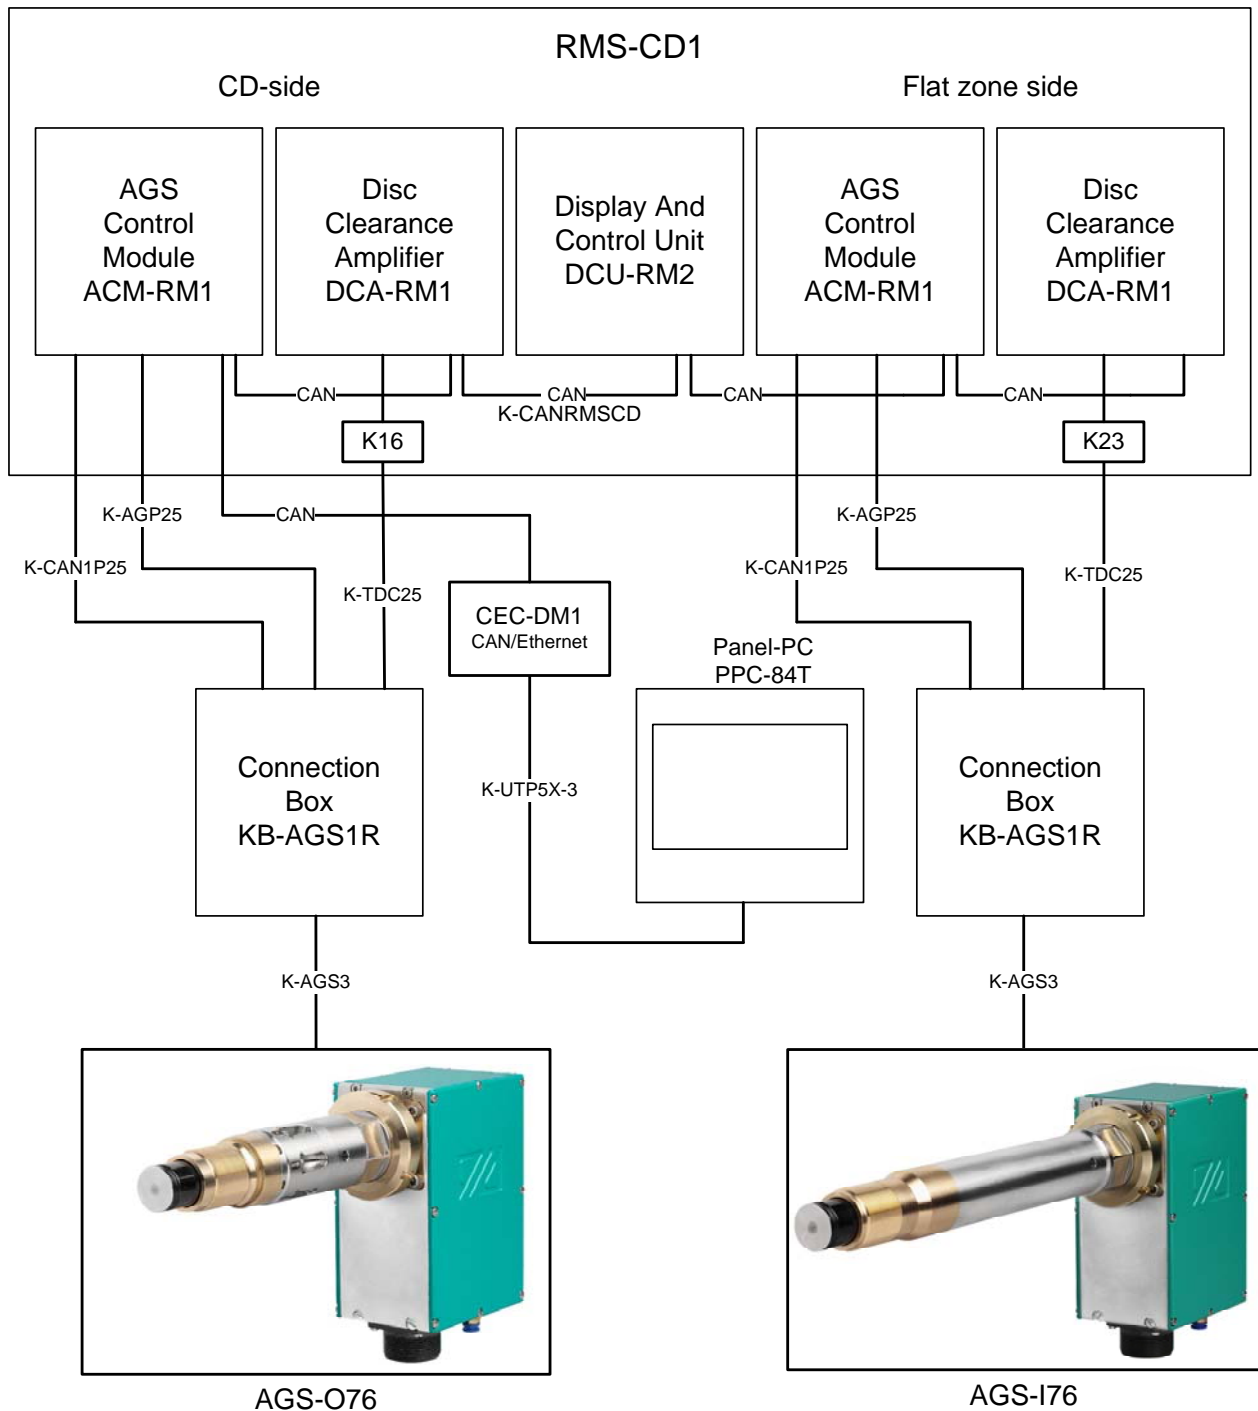 RMS-CD1
CD-side
Flat zone side
AGS
Control
Module
ACM-RM1
Disc
Clearance
Amplifier
DCA-RM1
Display And
Control Unit
DCU-RM2
AGS
Control
Module
ACM-RM1
Disc
Clearance
Amplifier
DCA-RM1
CAN
CAN
K-CANRMSCD
CAN
CAN
K16
K23
K-AGP25
CAN
K-CAN1P25
K-TDC25
K-AGP25
K-CAN1P25
K-TDC25
CEC-DM1
CAN/Ethernet
Panel-PC
PPC-84T
Connection
Box
KB-AGS1R
K-UTP5X-3
Connection
Box
KB-AGS1R
K-AGS3
K-AGS3
AGS-O76
AGS-I76